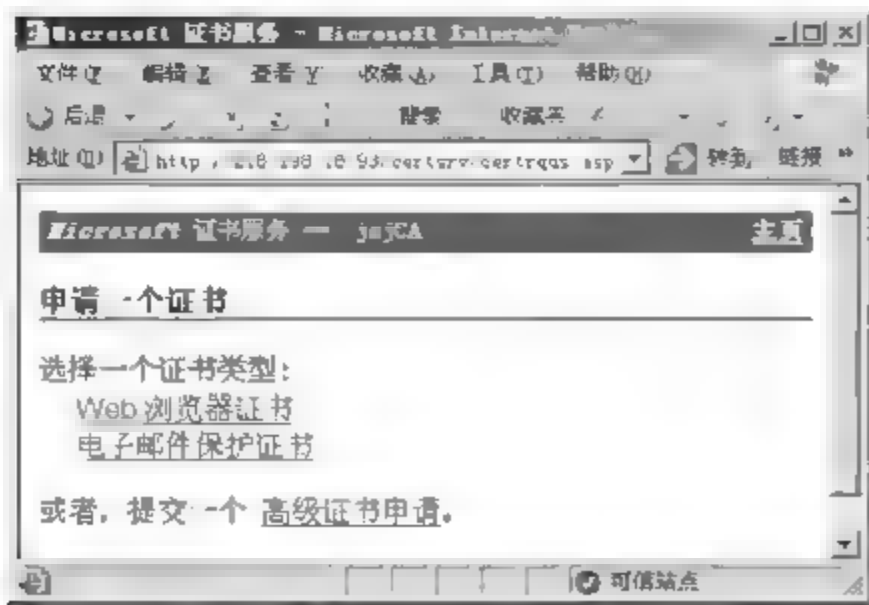 Microsoft 证书服务 - Microsoft
文件 编辑 查看 收藏(A) 工具(T) 帮助(H)
后退 搜索 收藏夹
地址(D) http certsrv certrqus asp 转到 链接 »
Microsoft 证书服务 — jsjCA 主页
申请一个证书
选择一个证书类型:
Web 浏览器证书
电子邮件保护证书
或者，提交一个 高级证书申请。
可信站点